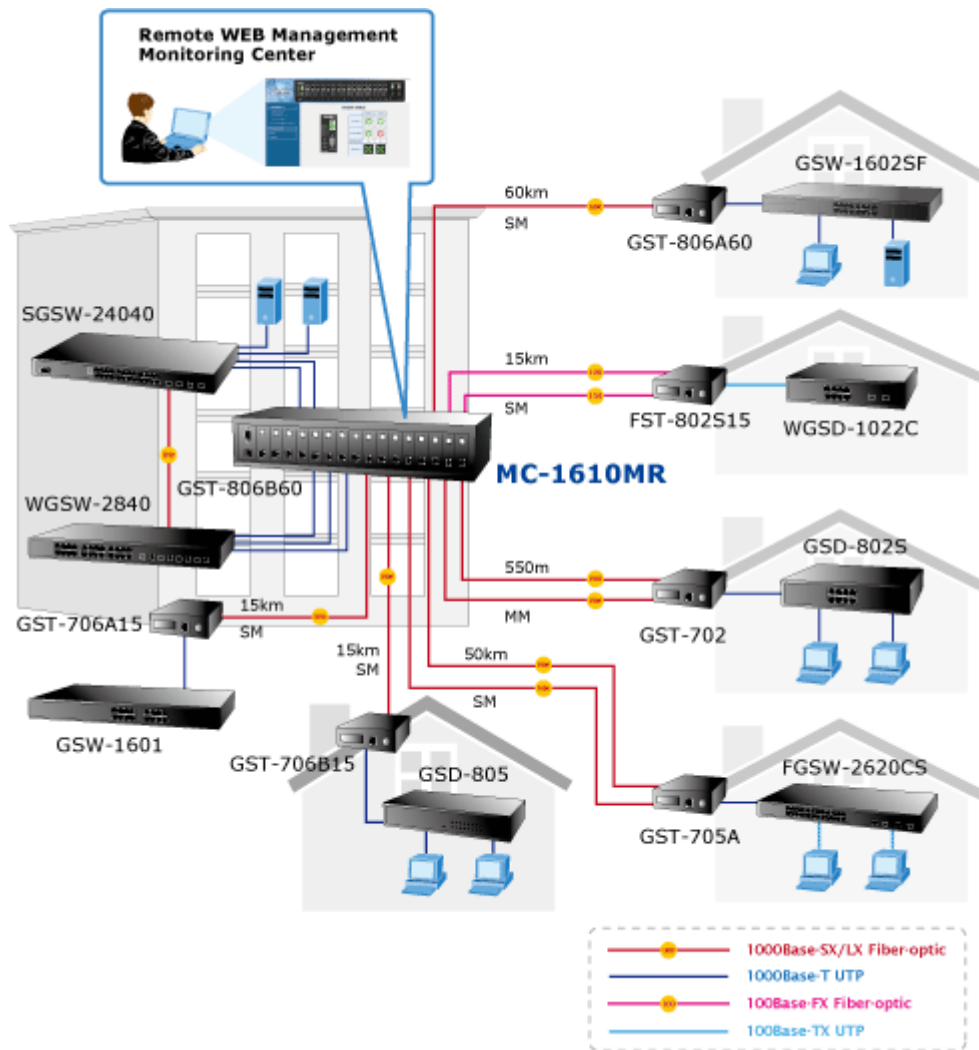 Remote WEB Management
Monitoring Center
GSW-1602SF
60km
SM
GST-806A60
SGSW-24040
15km
SM
FST-802S15
WGSD-1022C
MC-1610MR
GST-806B60
WGSW-2840
GSD-802S
550m
MM
GST-702
15km
SM
GST-706A15
15km
SM
50km
SM
GSW-1601
GST-706B15
GSD-805
FGSW-2620CS
GST-705A
1000Base-SX/LX Fiber-optic
1000Base-T UTP
100Base-FX Fiber-optic
100Base-TX UTP